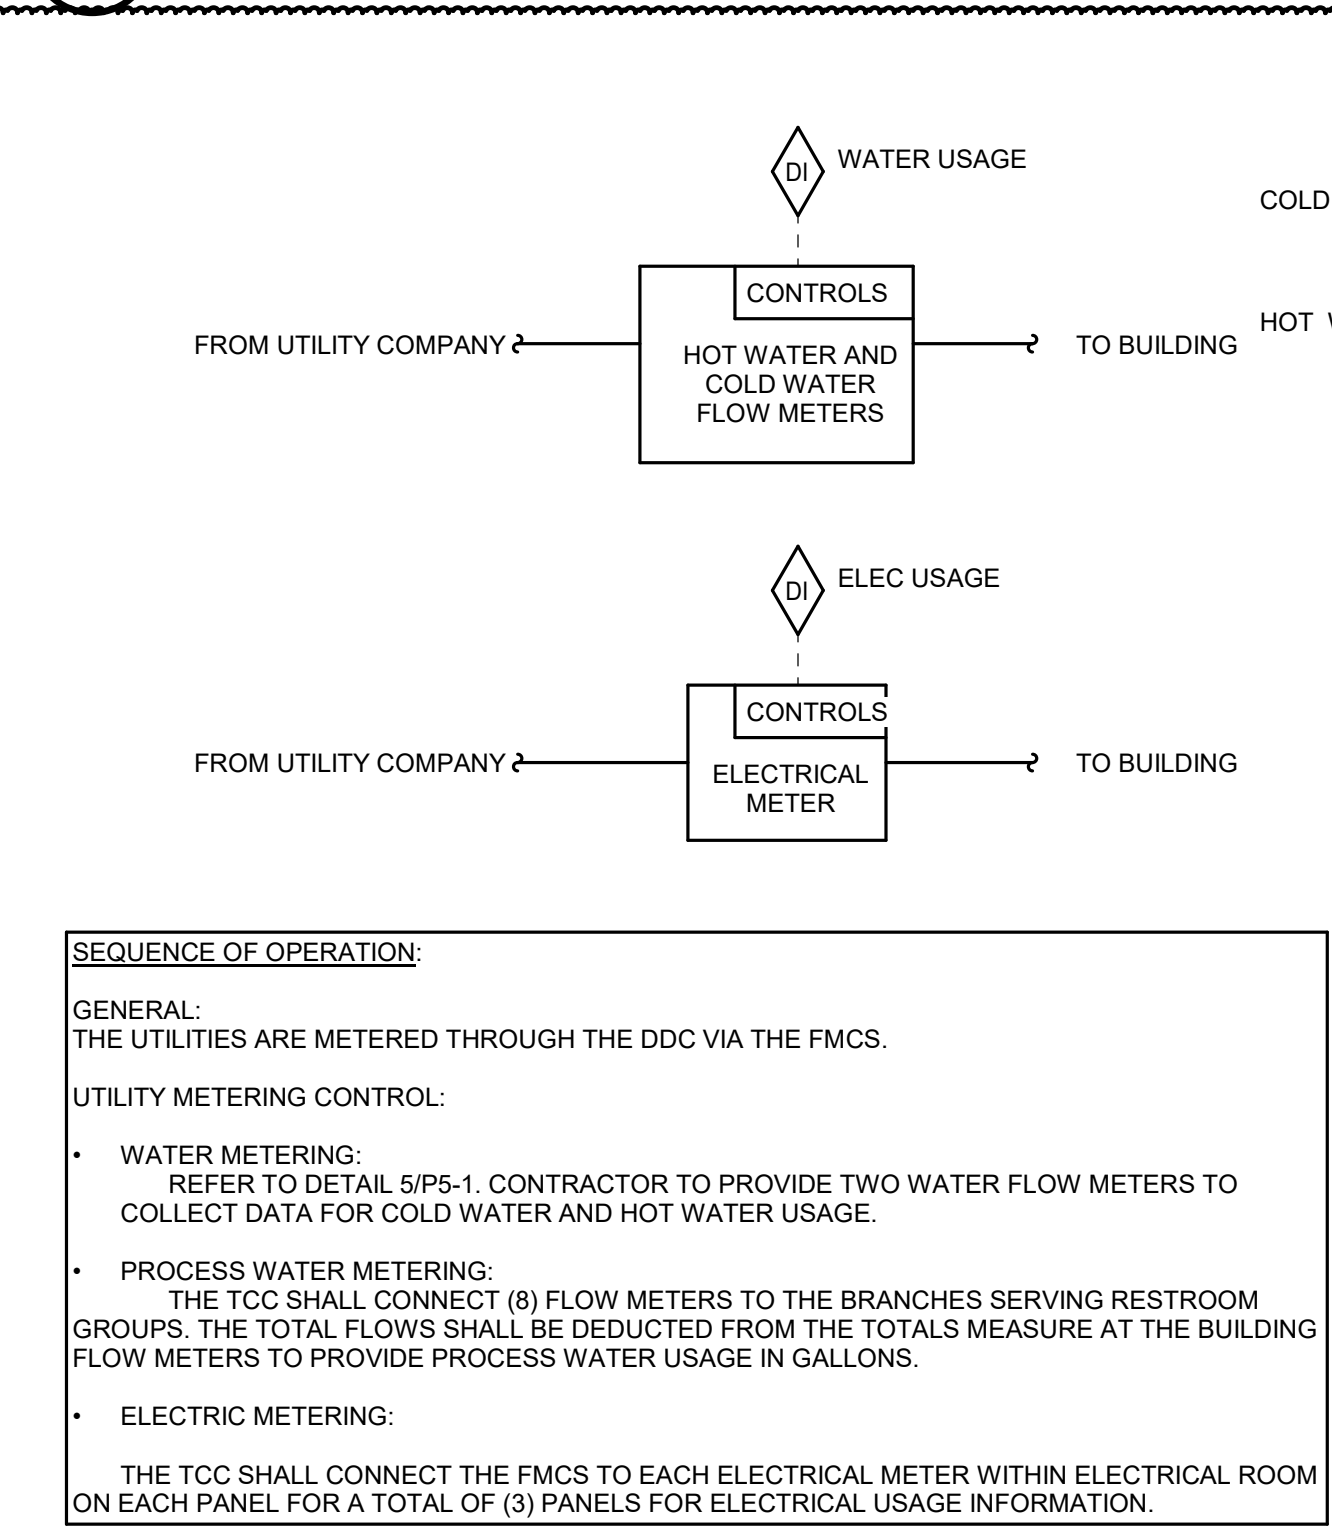 DI
WATER USAGE
COLD
CONTROLS
FROM UTILITY COMPANY
HOT WATER AND
COLD WATER
FLOW METERS
TO BUILDING
HOT
DI
ELEC USAGE
CONTROLS
FROM UTILITY COMPANY
ELECTRICAL
METER
TO BUILDING
SEQUENCE OF OPERATION:
GENERAL:
THE UTILITIES ARE METERED THROUGH THE DDC VIA THE FMCS.
UTILITY METERING CONTROL:
• WATER METERING:
REFER TO DETAIL 5/P5-1. CONTRACTOR TO PROVIDE TWO WATER FLOW METERS TO
COLLECT DATA FOR COLD WATER AND HOT WATER USAGE.
• PROCESS WATER METERING:
THE TCC SHALL CONNECT (8) FLOW METERS TO THE BRANCHES SERVING RESTROOM
GROUPS. THE TOTAL FLOWS SHALL BE DEDUCTED FROM THE TOTALS MEASURE AT THE BUILDING
FLOW METERS TO PROVIDE PROCESS WATER USAGE IN GALLONS.
• ELECTRIC METERING:
THE TCC SHALL CONNECT THE FMCS TO EACH ELECTRICAL METER WITHIN ELECTRICAL ROOM
ON EACH PANEL FOR A TOTAL OF (3) PANELS FOR ELECTRICAL USAGE INFORMATION.